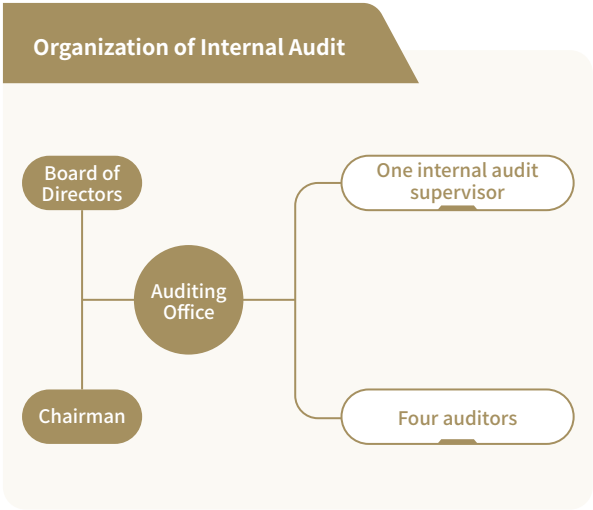 Organization of Internal Audit
Board of
Directors
One internal audit
supervisor
Auditing
Office
Chairman
Four auditors